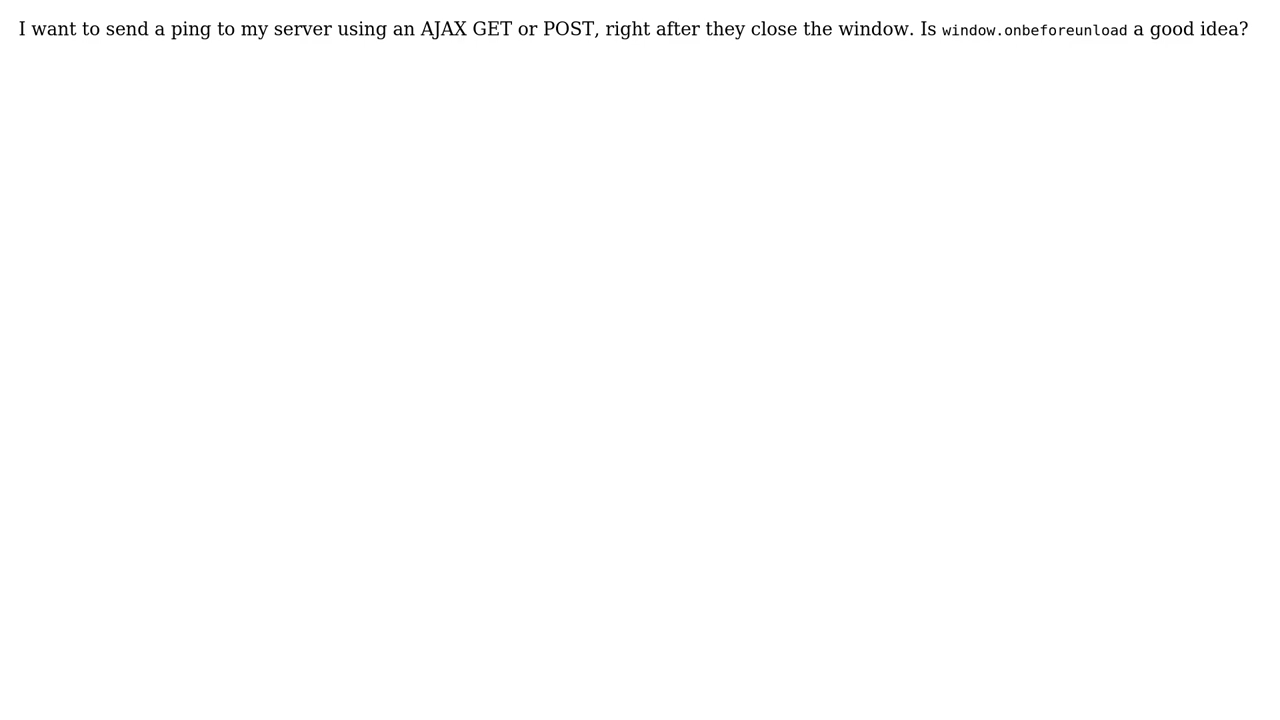 I want to send a ping to my server using an AJAX GET or POST, right after they close the window. Is window.onbeforeunload a good idea?